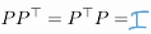 PP⊤ = P⊤P = I